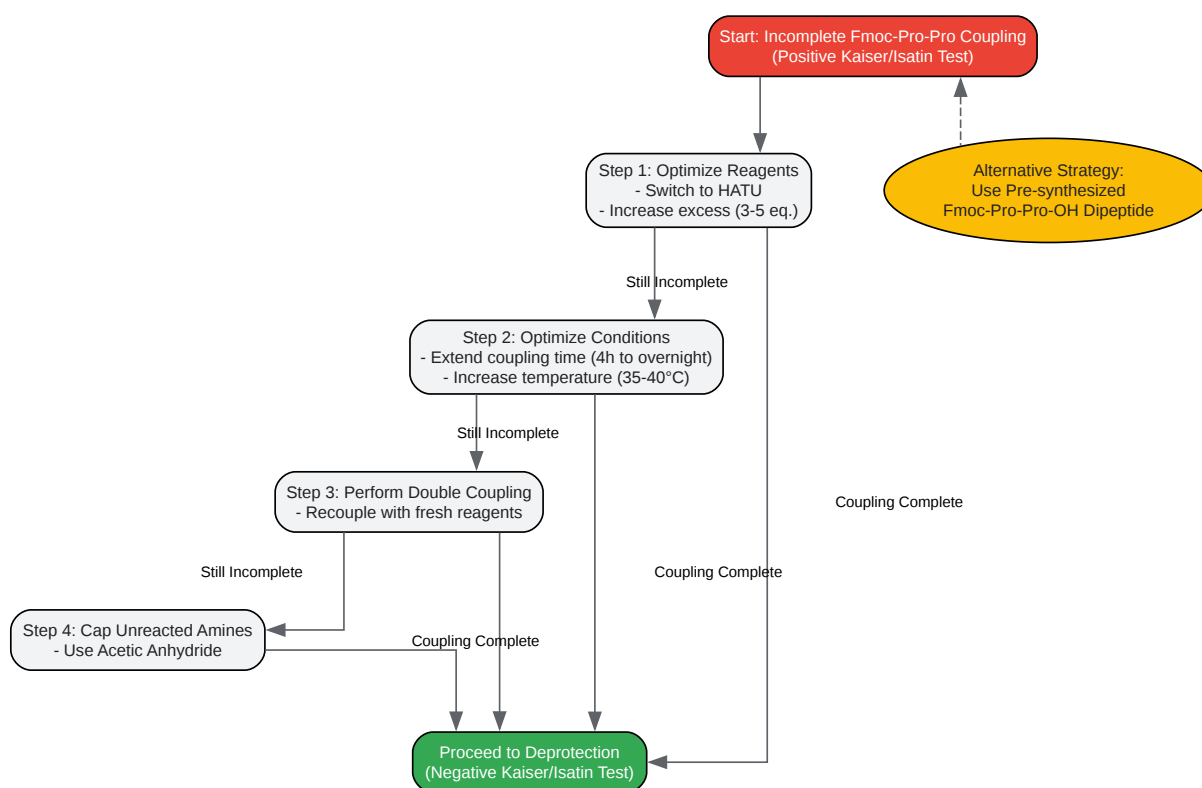 Start: Incomplete Fmoc-Pro-Pro Coupling
(Positive Kaiser/Isatin Test)
Alternative Strategy:
Use Pre-synthesized
Fmoc-Pro-Pro-OH Dipeptide
Step 1: Optimize Reagents
- Switch to HATU
- Increase excess (3-5 eq.)
Still Incomplete
Step 2: Optimize Conditions
- Extend coupling time (4h to overnight)
- Increase temperature (35-40°C)
Still Incomplete
Step 3: Perform Double Coupling
- Recouple with fresh reagents
Coupling Complete
Still Incomplete
Coupling Complete
Step 4: Cap Unreacted Amines
- Use Acetic Anhydride
Coupling Complete
Proceed to Deprotection
(Negative Kaiser/Isatin Test)